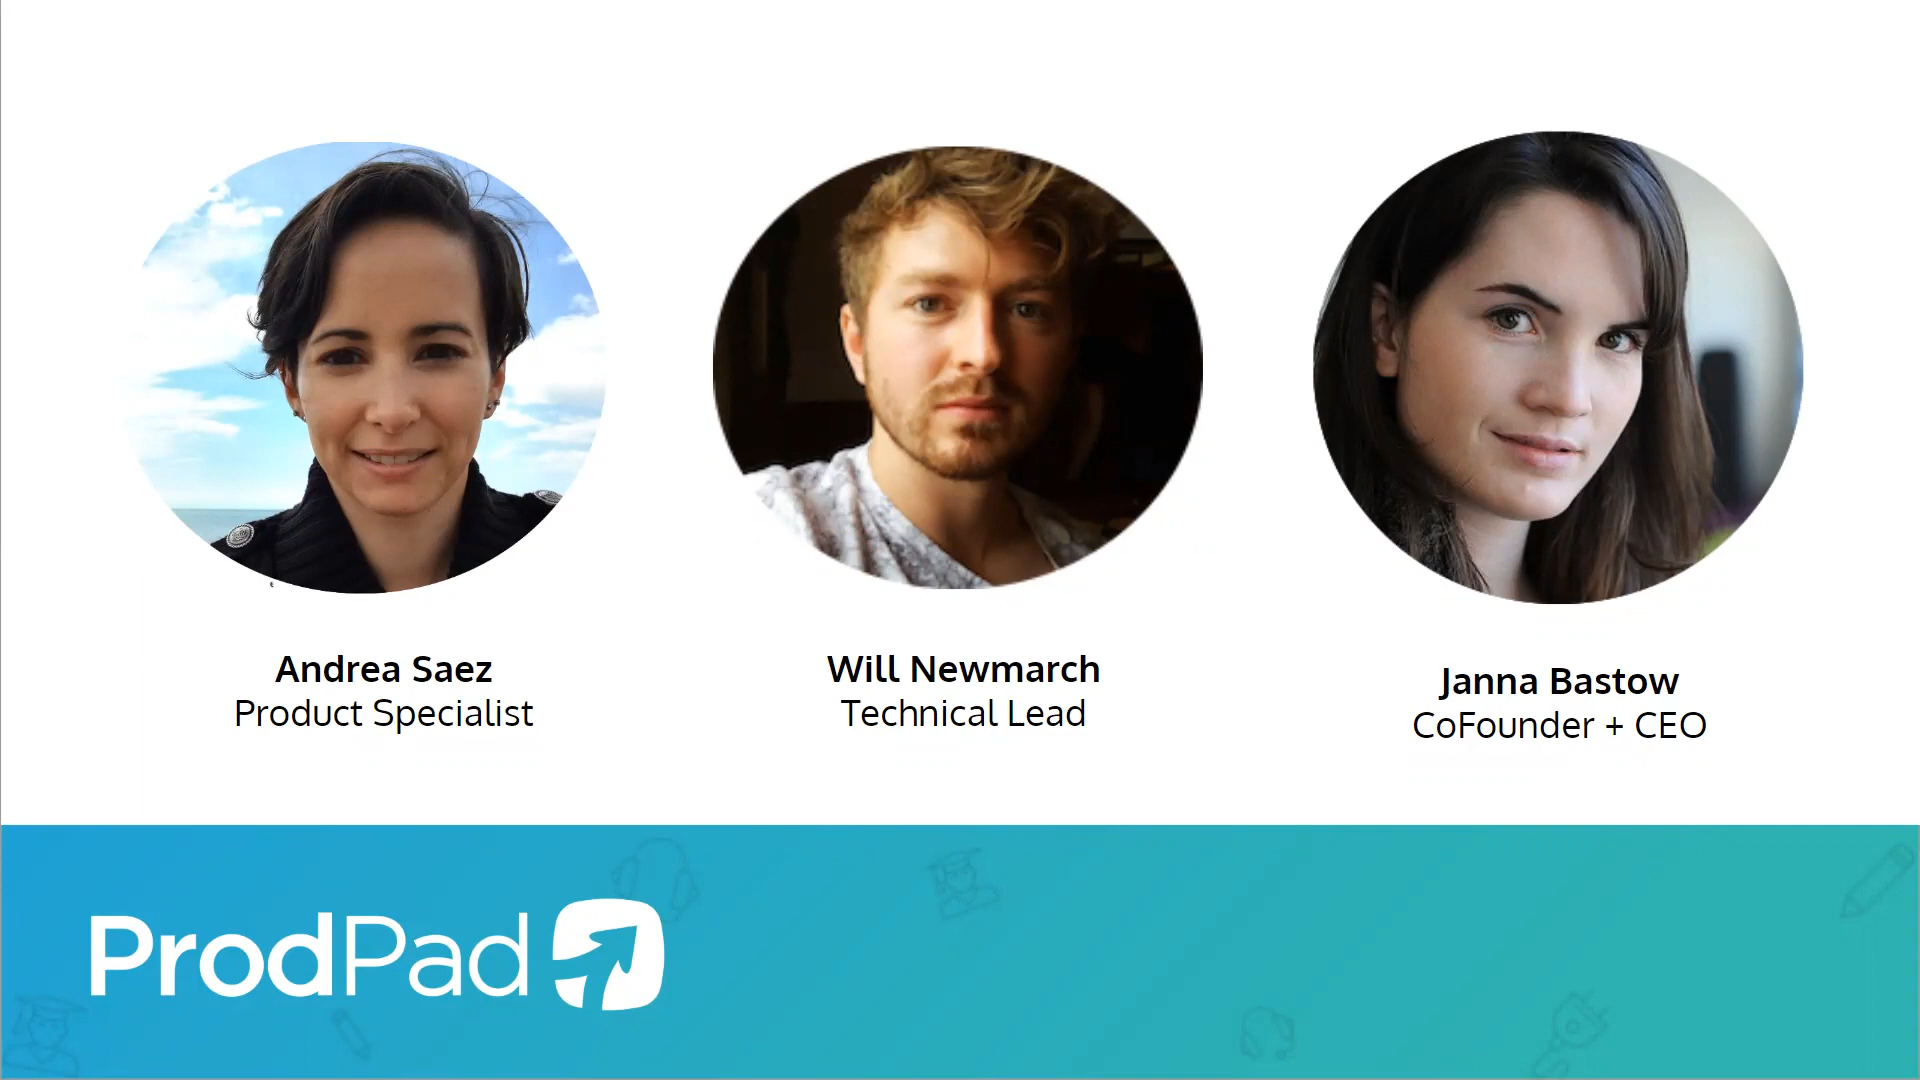 Andrea Saez
Product Specialist
Will Newmarch
Technical Lead
Janna Bastow
CoFounder + CEO
ProdPad